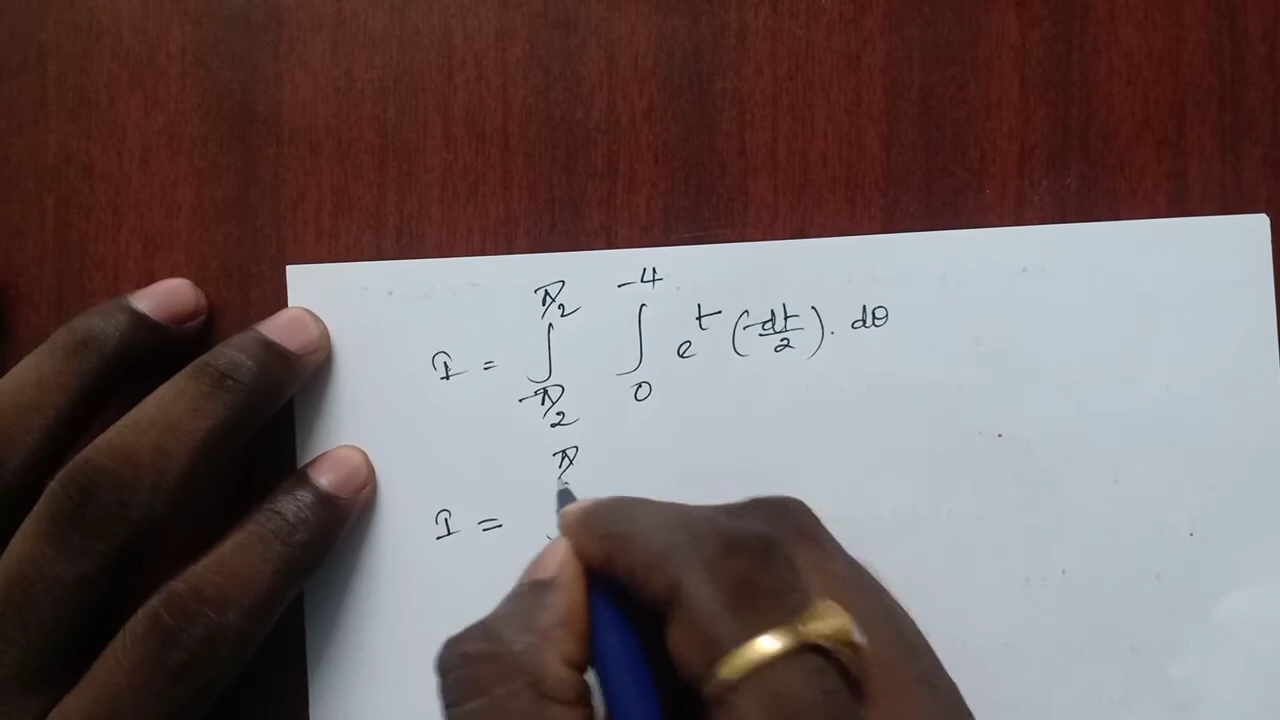 I = ∫_{-π/2}^{π/2} ∫_{0}^{-4} e^t (-dt/2). dθ
I = ∫^{π